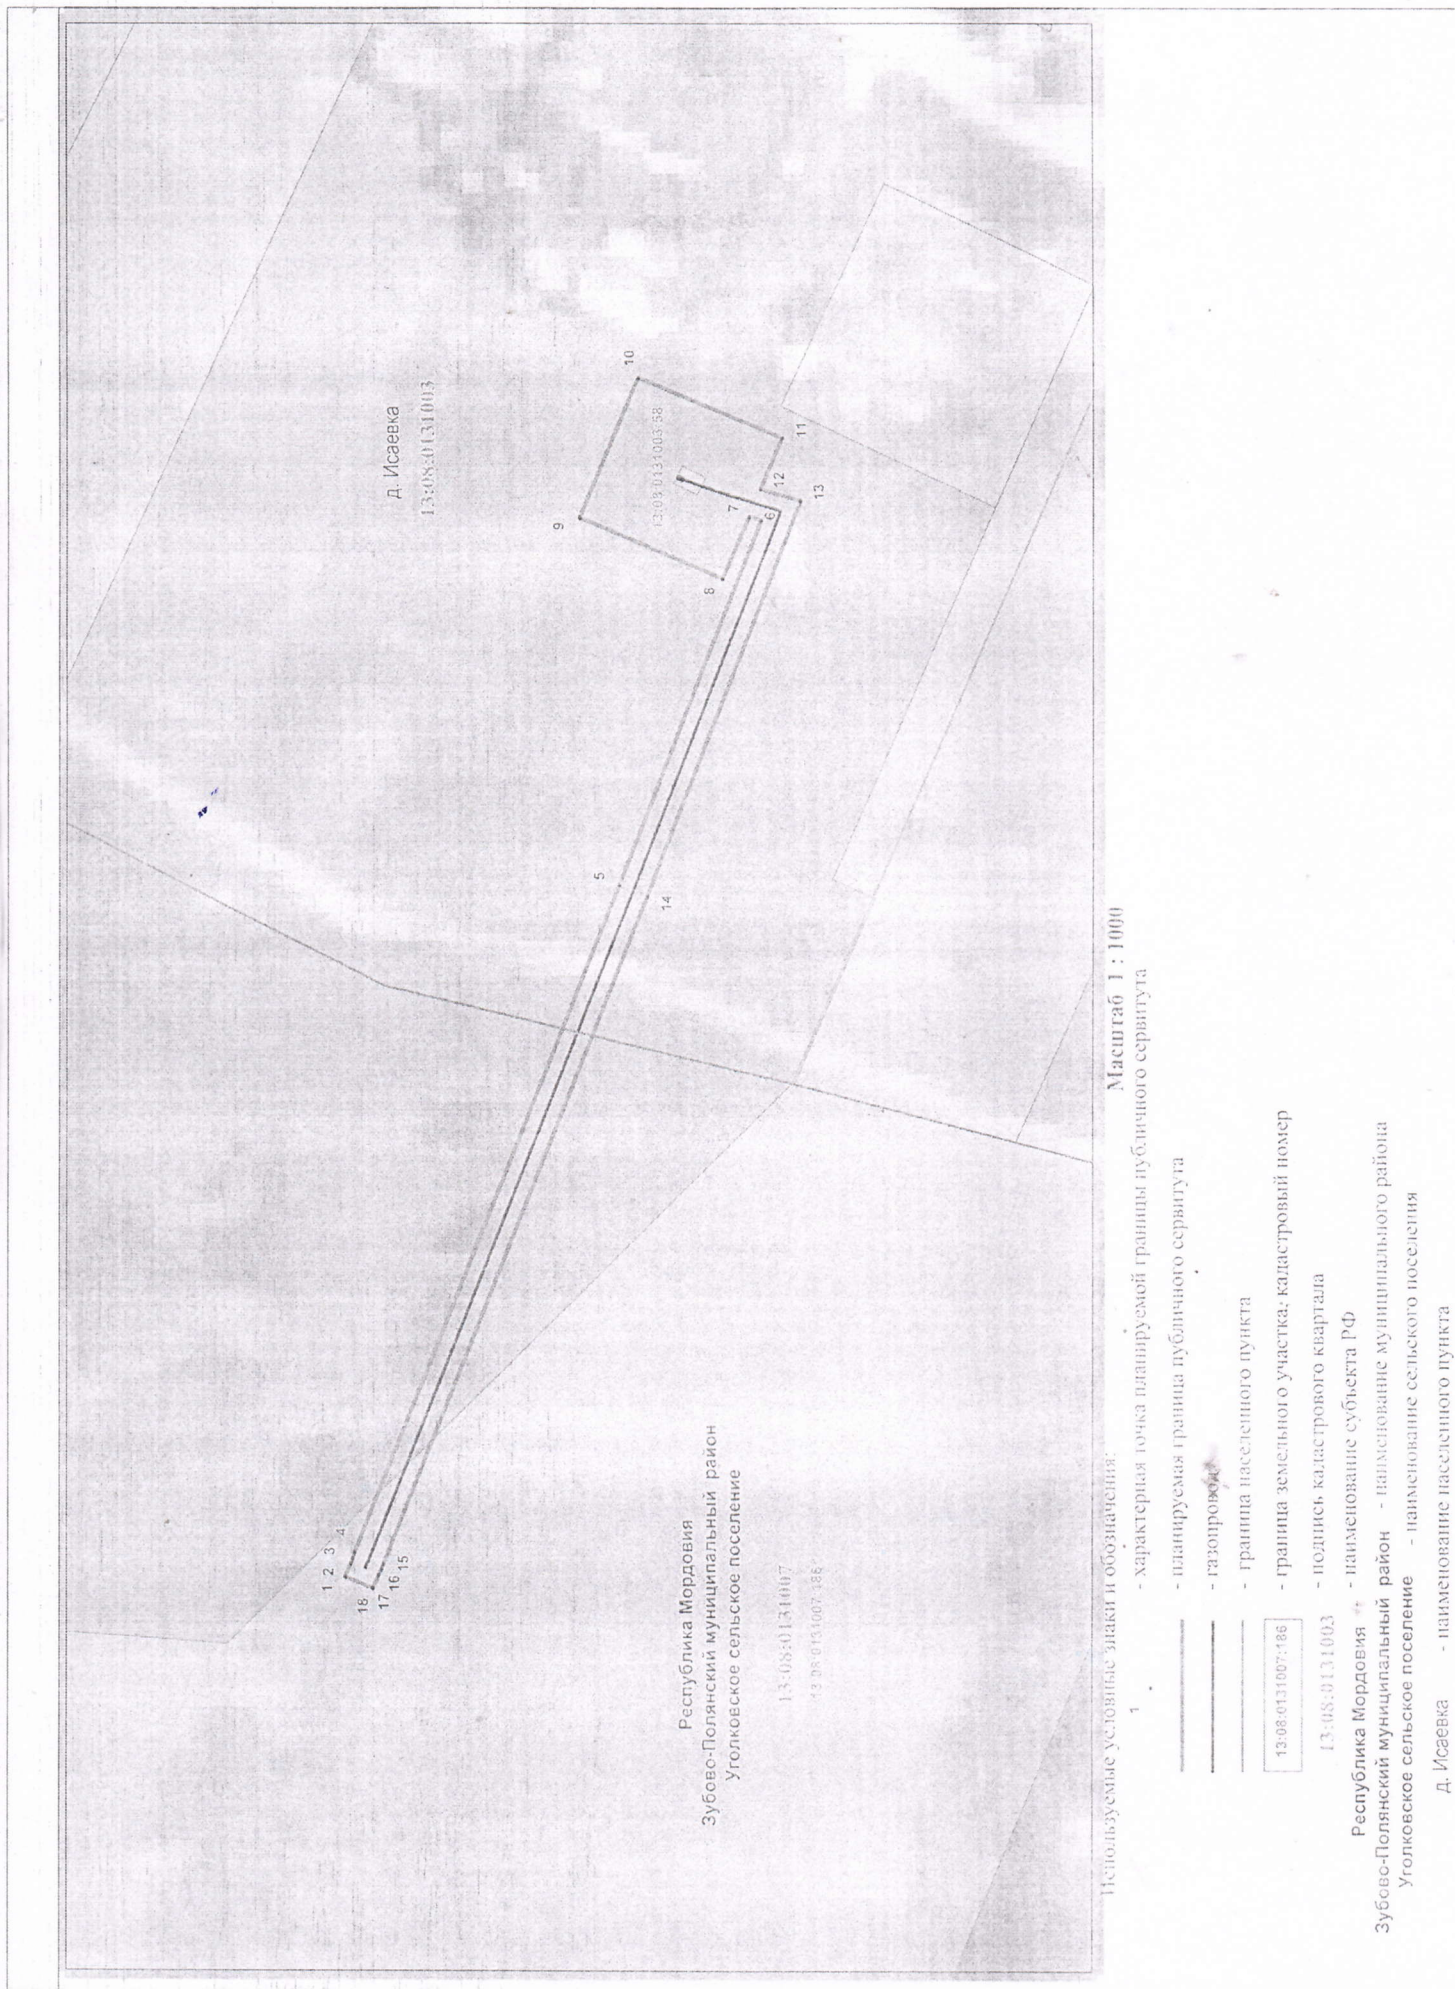 д. Исаевка
13:08:0131003
10
9
13:08:0131003:58
11
12
13
7
6
8
5
14
1 2 3 4
18
17 16 15
Республика Мордовия
Зубово-Полянский муниципальный район
Уголковское сельское поселение
13:08:0131007
13:08:0131007:186
Масштаб 1 : 1000
Используемые условные знаки и обозначения:
1 - характерная точка планируемой границы публичного сервитута
- планируемая граница публичного сервитута
- газопровод
- граница населенного пункта
13:08:0131007:186 - граница земельного участка; кадастровый номер
13:08:0131003 - подпись кадастрового квартала
Республика Мордовия - наименование субъекта РФ
Зубово-Полянский муниципальный район - наименование муниципального района
Уголковское сельское поселение - наименование сельского поселения
д. Исаевка - наименование населенного пункта